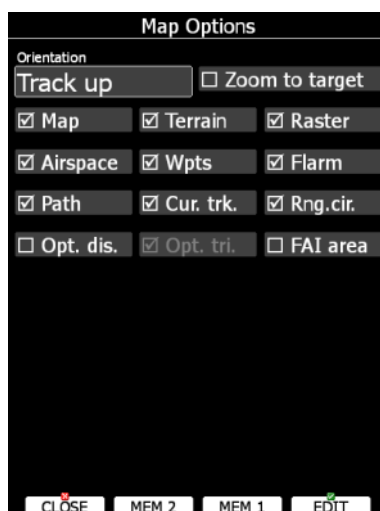 Map Options
Orientation
Track up Zoom to target
Map Terrain Raster
Airspace Wpts Flarm
Path Cur. trk. Rng.cir.
Opt. dis. Opt. tri. FAI area
CLOSE MEM 2 MEM 1 EDIT